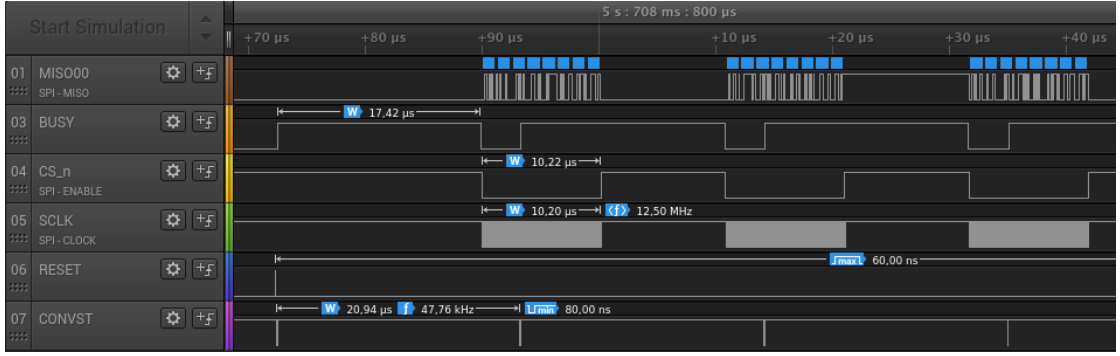 5 s : 708 ms : 800 µs
Start Simulation
+70 µs +80 µs +90 µs +10 µs +20 µs +30 µs +40 µs
01 MISO00
SPI - MISO
W 17,42 µs
03 BUSY
W 10,22 µs
04 CS_n
SPI - ENABLE
W 10,20 µs ⟨f⟩ 12,50 MHz
05 SCLK
SPI - CLOCK
max 60,00 ns
06 RESET
W 20,94 µs f 47,76 kHz min 80,00 ns
07 CONVST